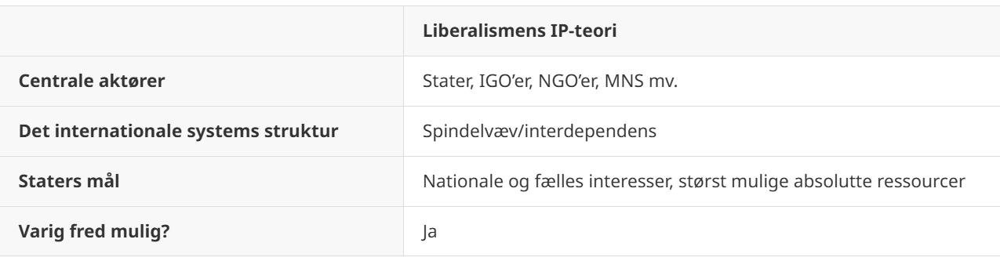 Liberalismens IP-teori
Centrale aktører Stater, IGO’er, NGO’er, MNS mv.
Det internationale systems struktur Spindelvæv/interdependens
Staters mål Nationale og fælles interesser, størst mulige absolutte ressourcer
Varig fred mulig? Ja